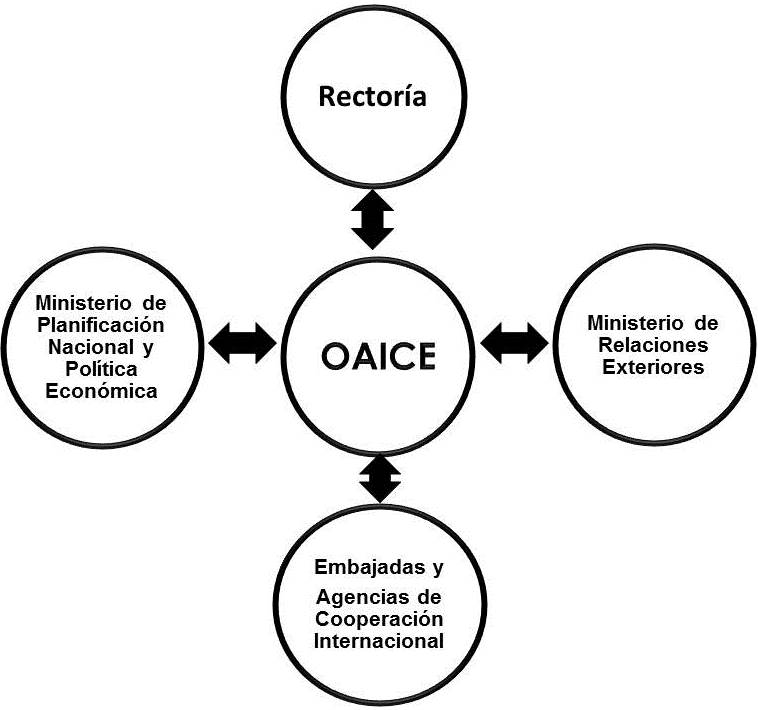 Rectoría
Ministerio de
Planificación
Nacional y
Política
Económica
OAICE
Ministerio de
Relaciones
Exteriores
Embajadas y
Agencias de
Cooperación
Internacional